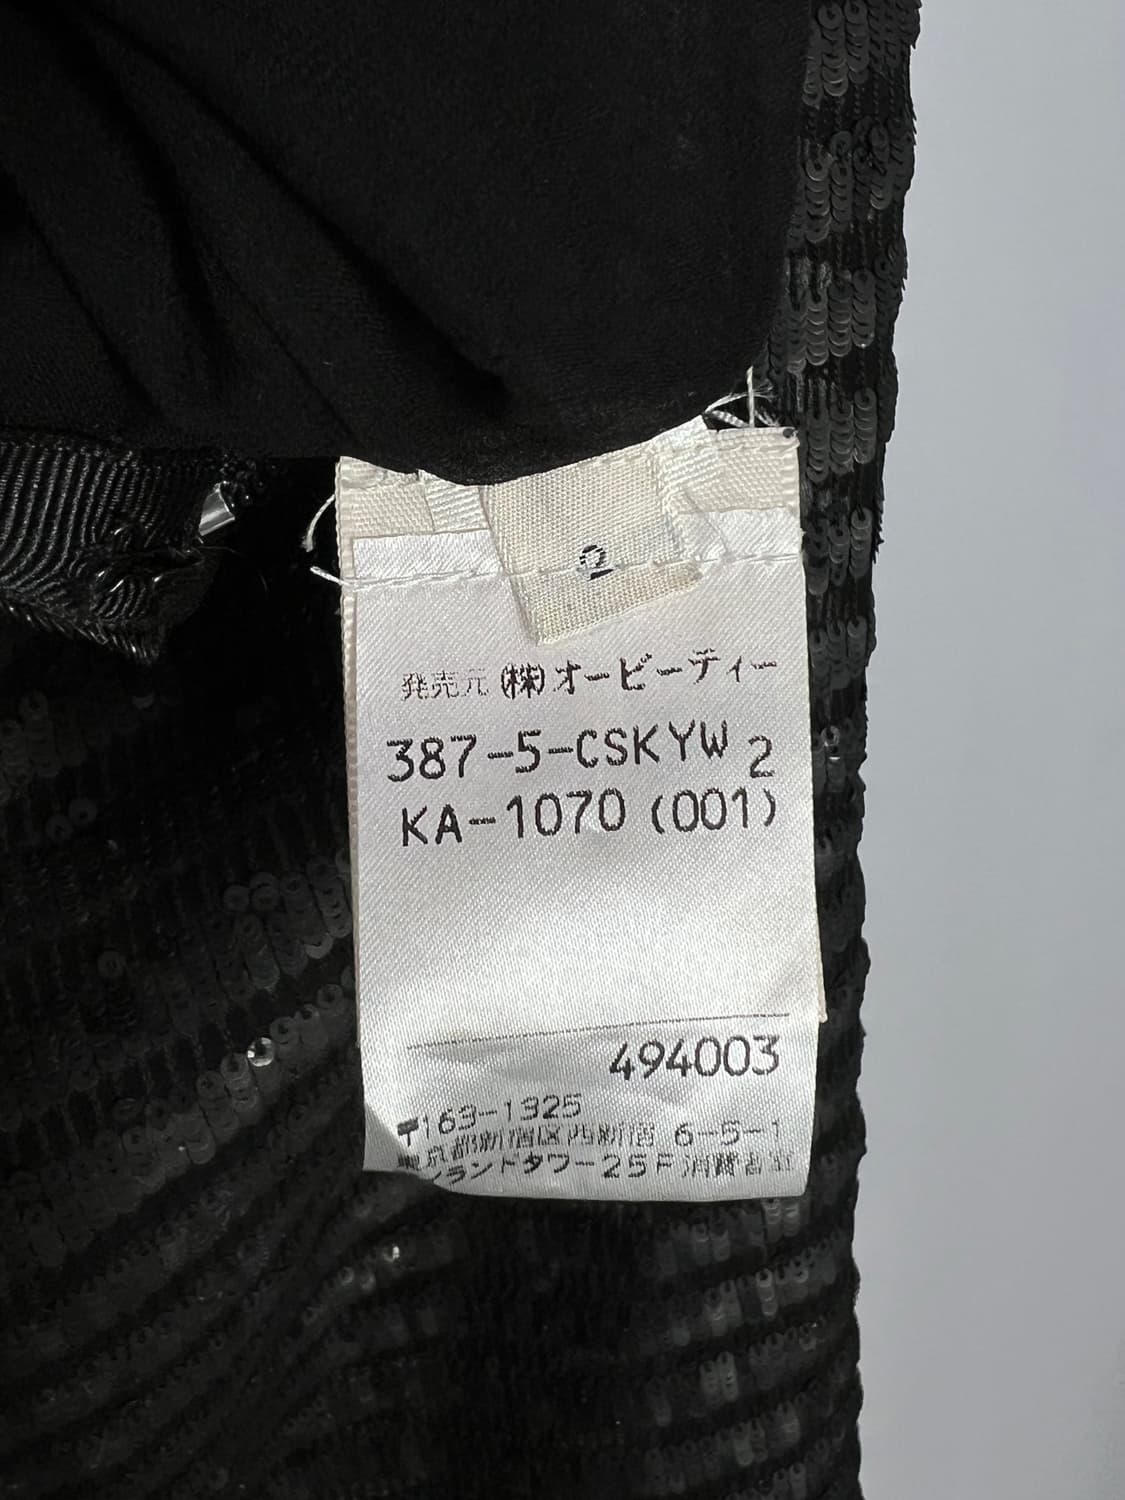 2
発売元 (株)オービーティー
387-5-CSKYW 2
KA-1070 (001)
494003
〒163-1325
東京都新宿区西新宿 6-5-1
ランドタワー25F 消費者